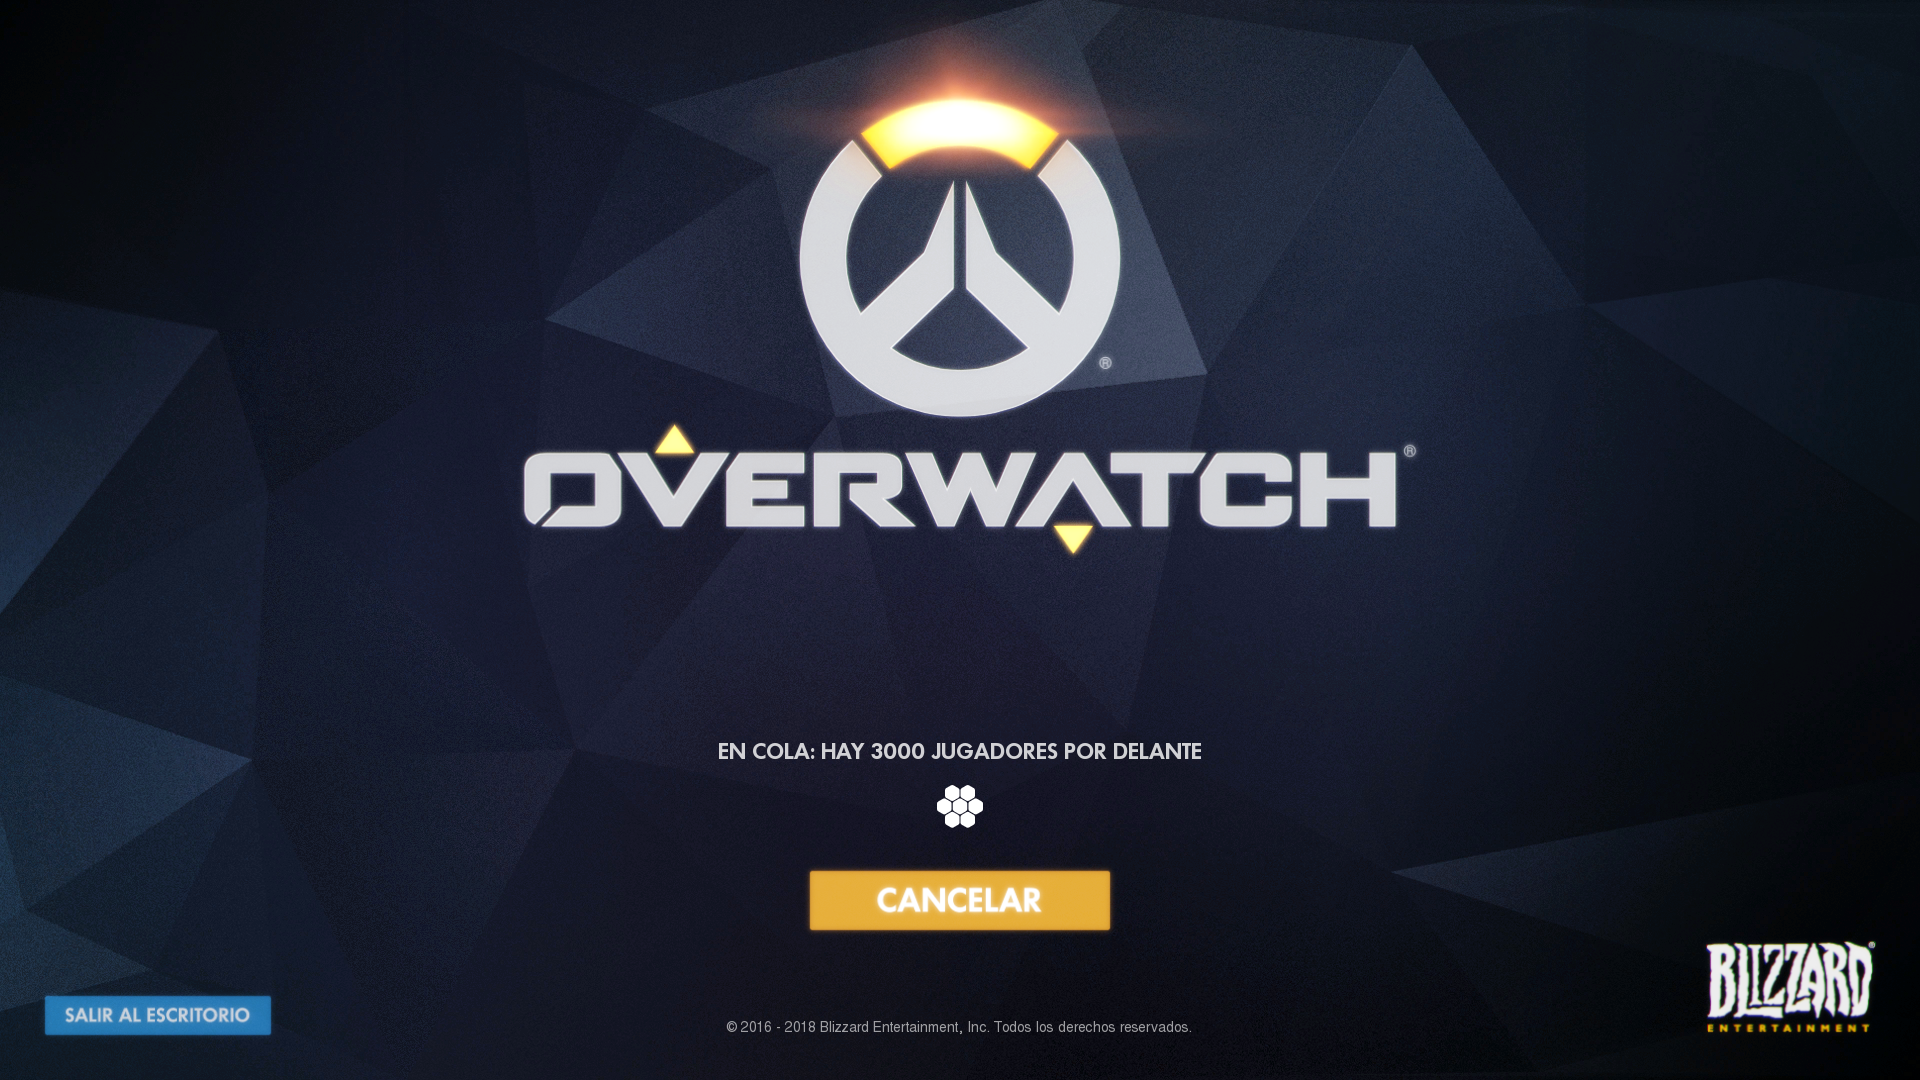 ®
OVERWATCH®
EN COLA: HAY 3000 JUGADORES POR DELANTE
CANCELAR
SALIR AL ESCRITORIO
© 2016 - 2018 Blizzard Entertainment, Inc. Todos los derechos reservados.
BLIZZARD®
ENTERTAINMENT